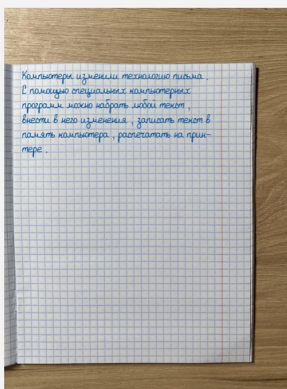 Компьютеры изменили технологию письма.
С помощью специальных компьютерных
программ можно набрать любой текст,
внести в него изменения, записать текст в
память компьютера, распечатать на прин-
тере.